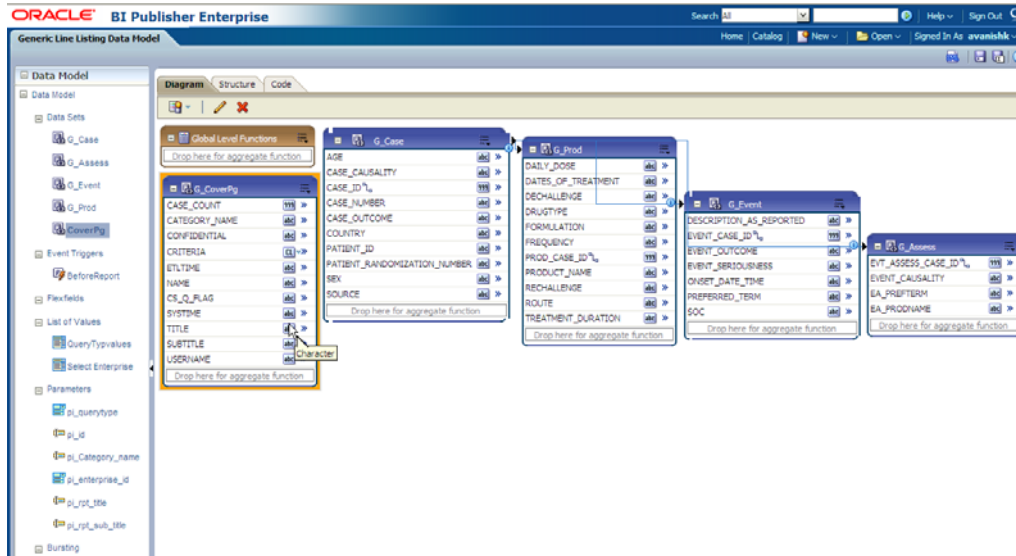 ORACLE® BI Publisher Enterprise
Search All
Help Sign Out
Generic Line Listing Data Model
Home Catalog New Open Signed In As avanishk
Data Model
Data Model
Data Sets
G_Case
G_Assess
G_Event
G_Prod
CoverPg
Event Triggers
BeforeReport
Flexfields
List of Values
QueryTypvalues
Select Enterprise
Parameters
pi_querytype
pi_id
pi_Category_name
pi_enterprise_id
pi_rpt_title
pi_rpt_sub_title
Bursting
Diagram Structure Code
Global Level Functions
Drop here for aggregate function
G_CoverPg
CASE_COUNT
CATEGORY_NAME
CONFIDENTIAL
CRITERIA
ETLTIME
NAME
CS_Q_FLAG
SYSTIME
TITLE
SUBTITLE
USERNAME
Drop here for aggregate function
Character
G_Case
AGE
CASE_CAUSALITY
CASE_ID
CASE_NUMBER
CASE_OUTCOME
COUNTRY
PATIENT_ID
PATIENT_RANDOMIZATION_NUMBER
SEX
SOURCE
Drop here for aggregate function
G_Prod
DAILY_DOSE
DATES_OF_TREATMENT
DECHALLENGE
DRUGTYPE
FORMULATION
FREQUENCY
PROD_CASE_ID
PRODUCT_NAME
RECHALLENGE
ROUTE
TREATMENT_DURATION
Drop here for aggregate function
G_Event
DESCRIPTION_AS_REPORTED
EVENT_CASE_ID
EVENT_OUTCOME
EVENT_SERIOUSNESS
ONSET_DATE_TIME
PREFERRED_TERM
SOC
Drop here for aggregate function
G_Assess
EVT_ASSESS_CASE_ID
EVENT_CAUSALITY
EA_PREFTERM
EA_PRODNAME
Drop here for aggregate function